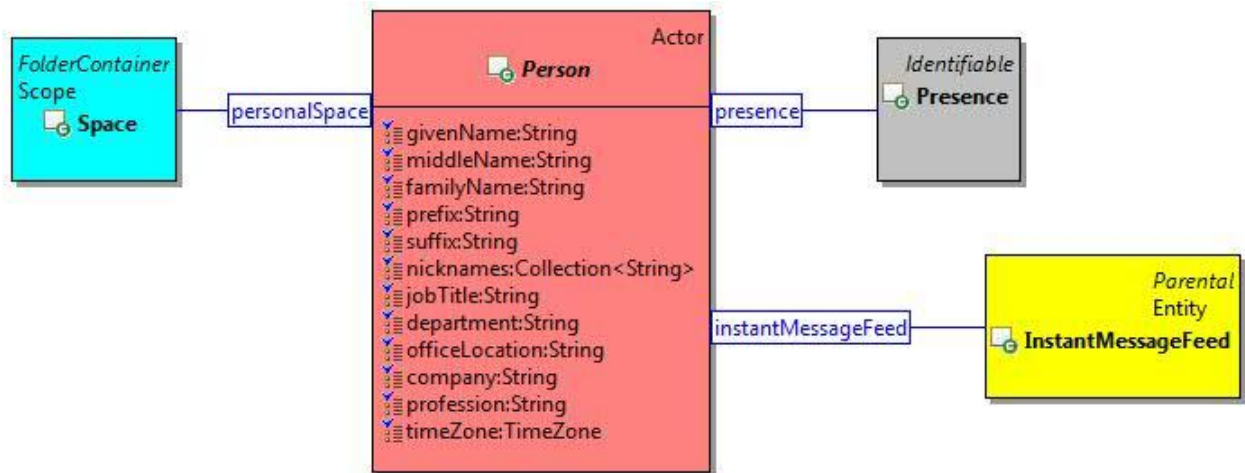 FolderContainer
Scope
Space
personalSpace
Actor
Person
givenName:String
middleName:String
familyName:String
prefix:String
suffix:String
nicknames:Collection<String>
jobTitle:String
department:String
officeLocation:String
company:String
profession:String
timeZone:TimeZone
presence
Identifiable
Presence
instantMessageFeed
Parental
Entity
InstantMessageFeed